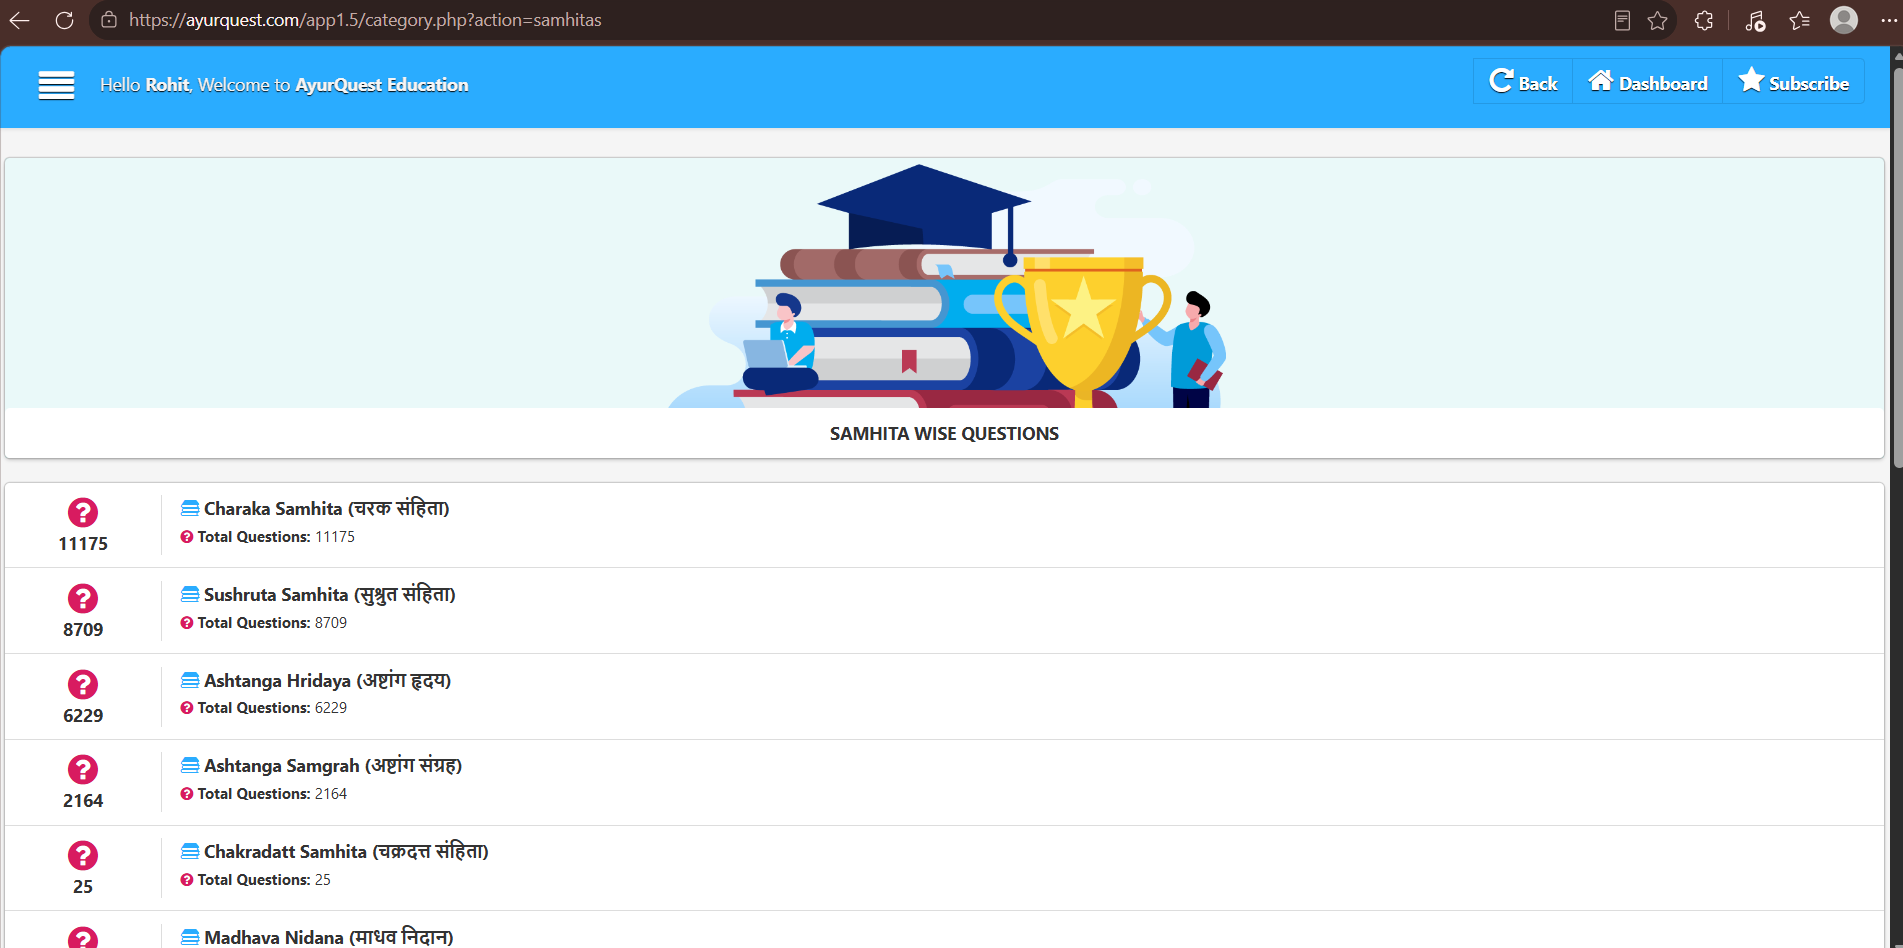 https://ayurquest.com/app1.5/category.php?action=samhitas
Hello Rohit, Welcome to AyurQuest Education
Back
Dashboard
Subscribe
SAMHITA WISE QUESTIONS
11175
Charaka Samhita (चरक संहिता)
Total Questions: 11175
8709
Sushruta Samhita (सुश्रुत संहिता)
Total Questions: 8709
6229
Ashtanga Hridaya (अष्टांग हृदय)
Total Questions: 6229
2164
Ashtanga Samgrah (अष्टांग संग्रह)
Total Questions: 2164
25
Chakradatt Samhita (चक्रदत्त संहिता)
Total Questions: 25
Madhava Nidana (माधव निदान)